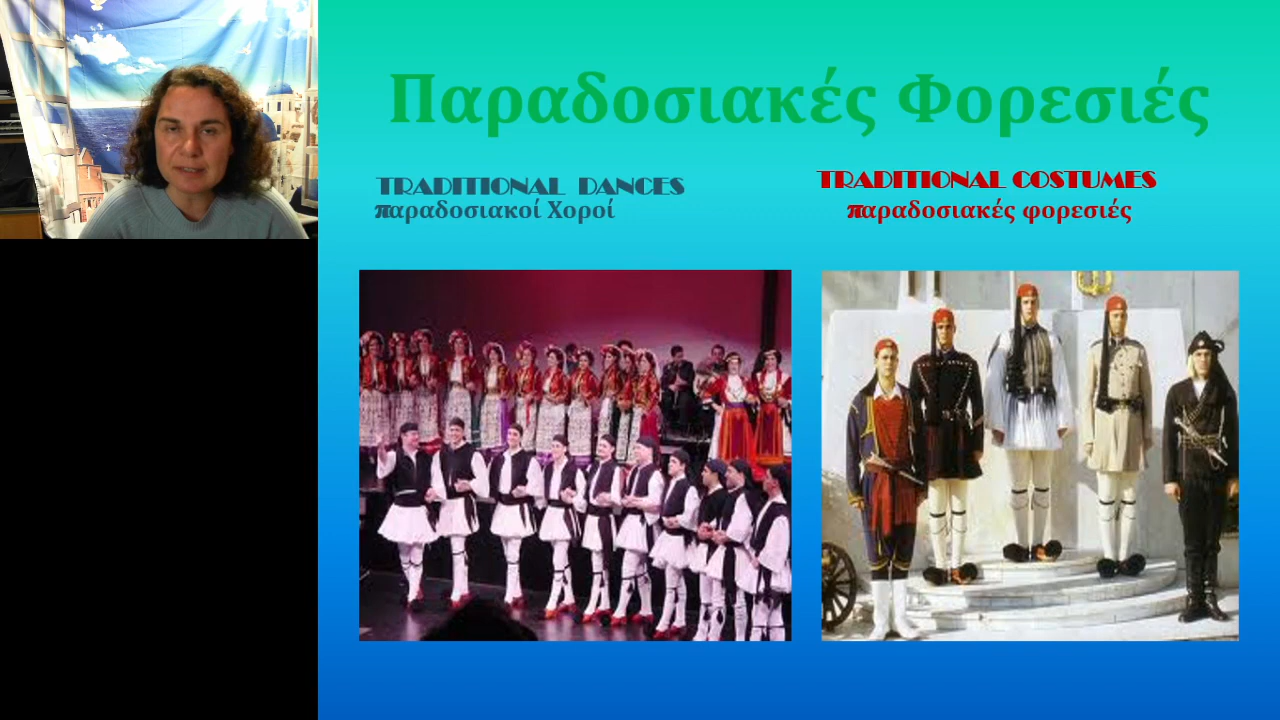 Παραδοσιακές Φορεσιές
TRADITIONAL DANCES
παραδοσιακοί Χοροί
TRADITIONAL COSTUMES
παραδοσιακές φορεσιές